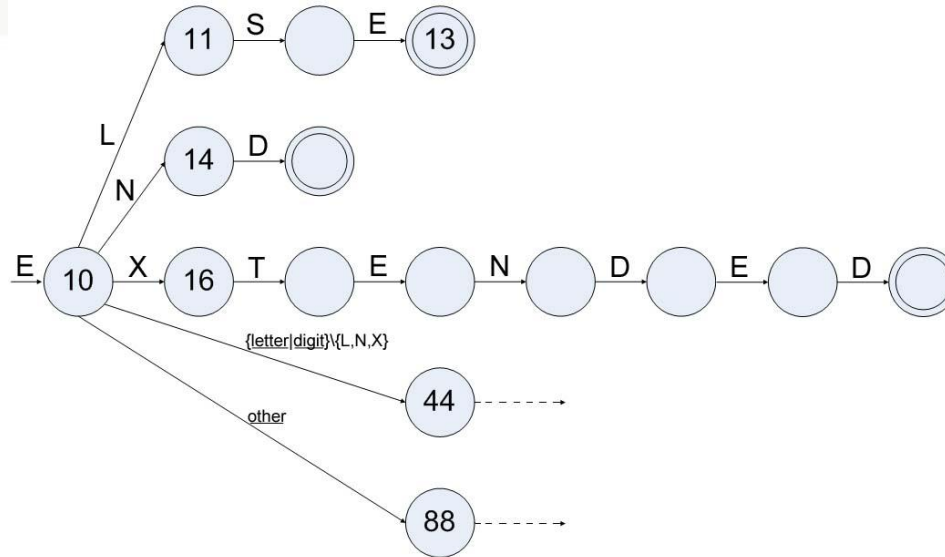 S E
11 13
L
D
14
N
E X T E N D E D
10 16
{letter|digit}\{L,N,X}
44
other
88